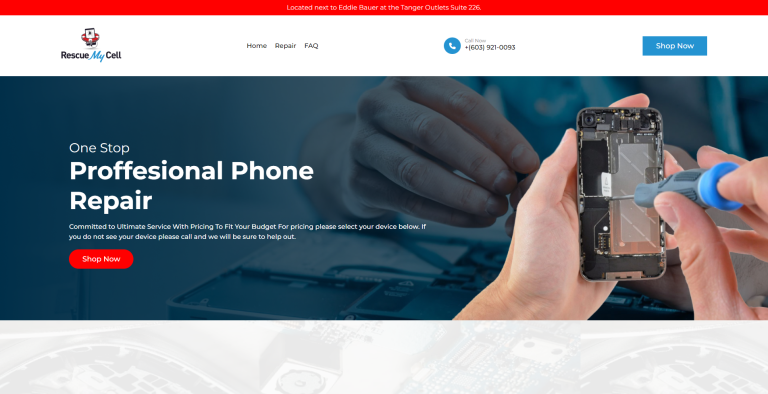 Located next to Eddie Bauer at the Tanger Outlets Suite 226.
Rescue My Cell
Home Repair FAQ
Call Now
+(603) 921-0093
Shop Now
One Stop
Proffesional Phone
Repair
Committed to Ultimate Service With Pricing To Fit Your Budget For pricing please select your device below. If
you do not see your device please call and we will be sure to help out.
Shop Now